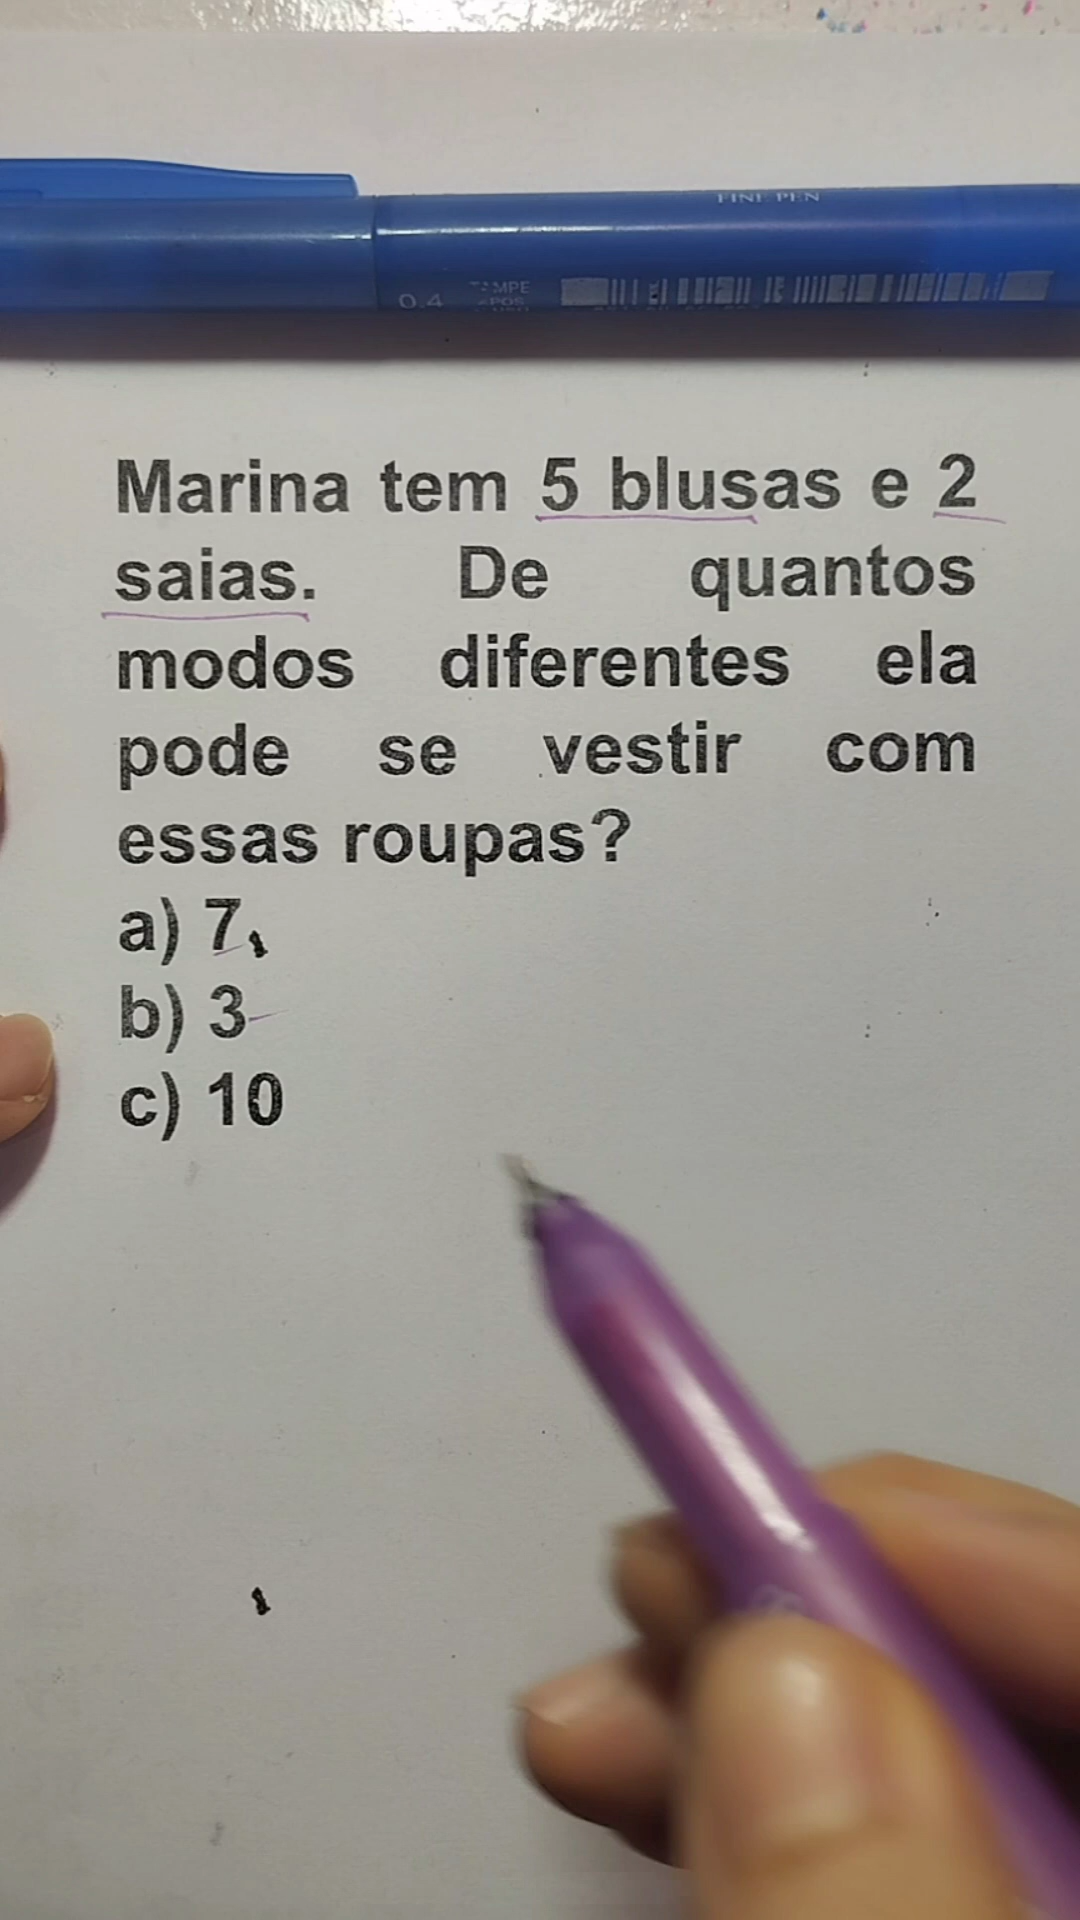 FINE PEN
0.4
Marina tem 5 blusas e 2
saias. De quantos
modos diferentes ela
pode se vestir com
essas roupas?
a) 7
b) 3
c) 10